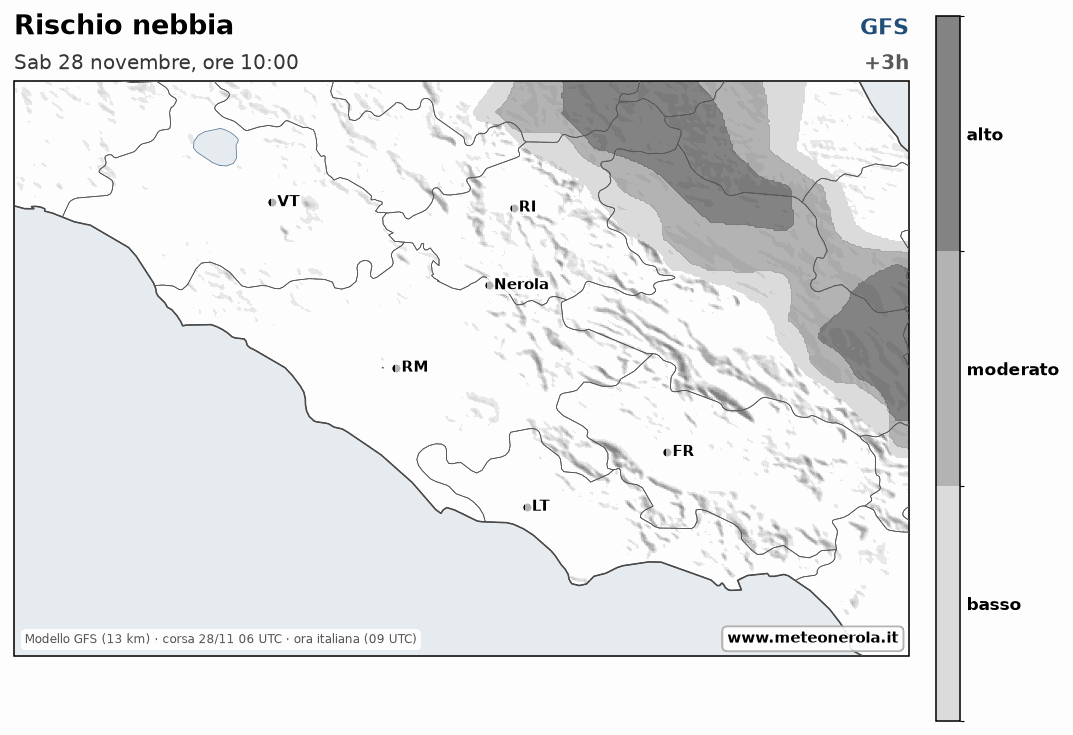 Rischio nebbia
GFS
Sab 28 novembre, ore 10:00
+3h
alto
VT
RI
Nerola
RM
moderato
FR
LT
basso
Modello GFS (13 km) · corsa 28/11 06 UTC · ora italiana (09 UTC)
www.meteonerola.it